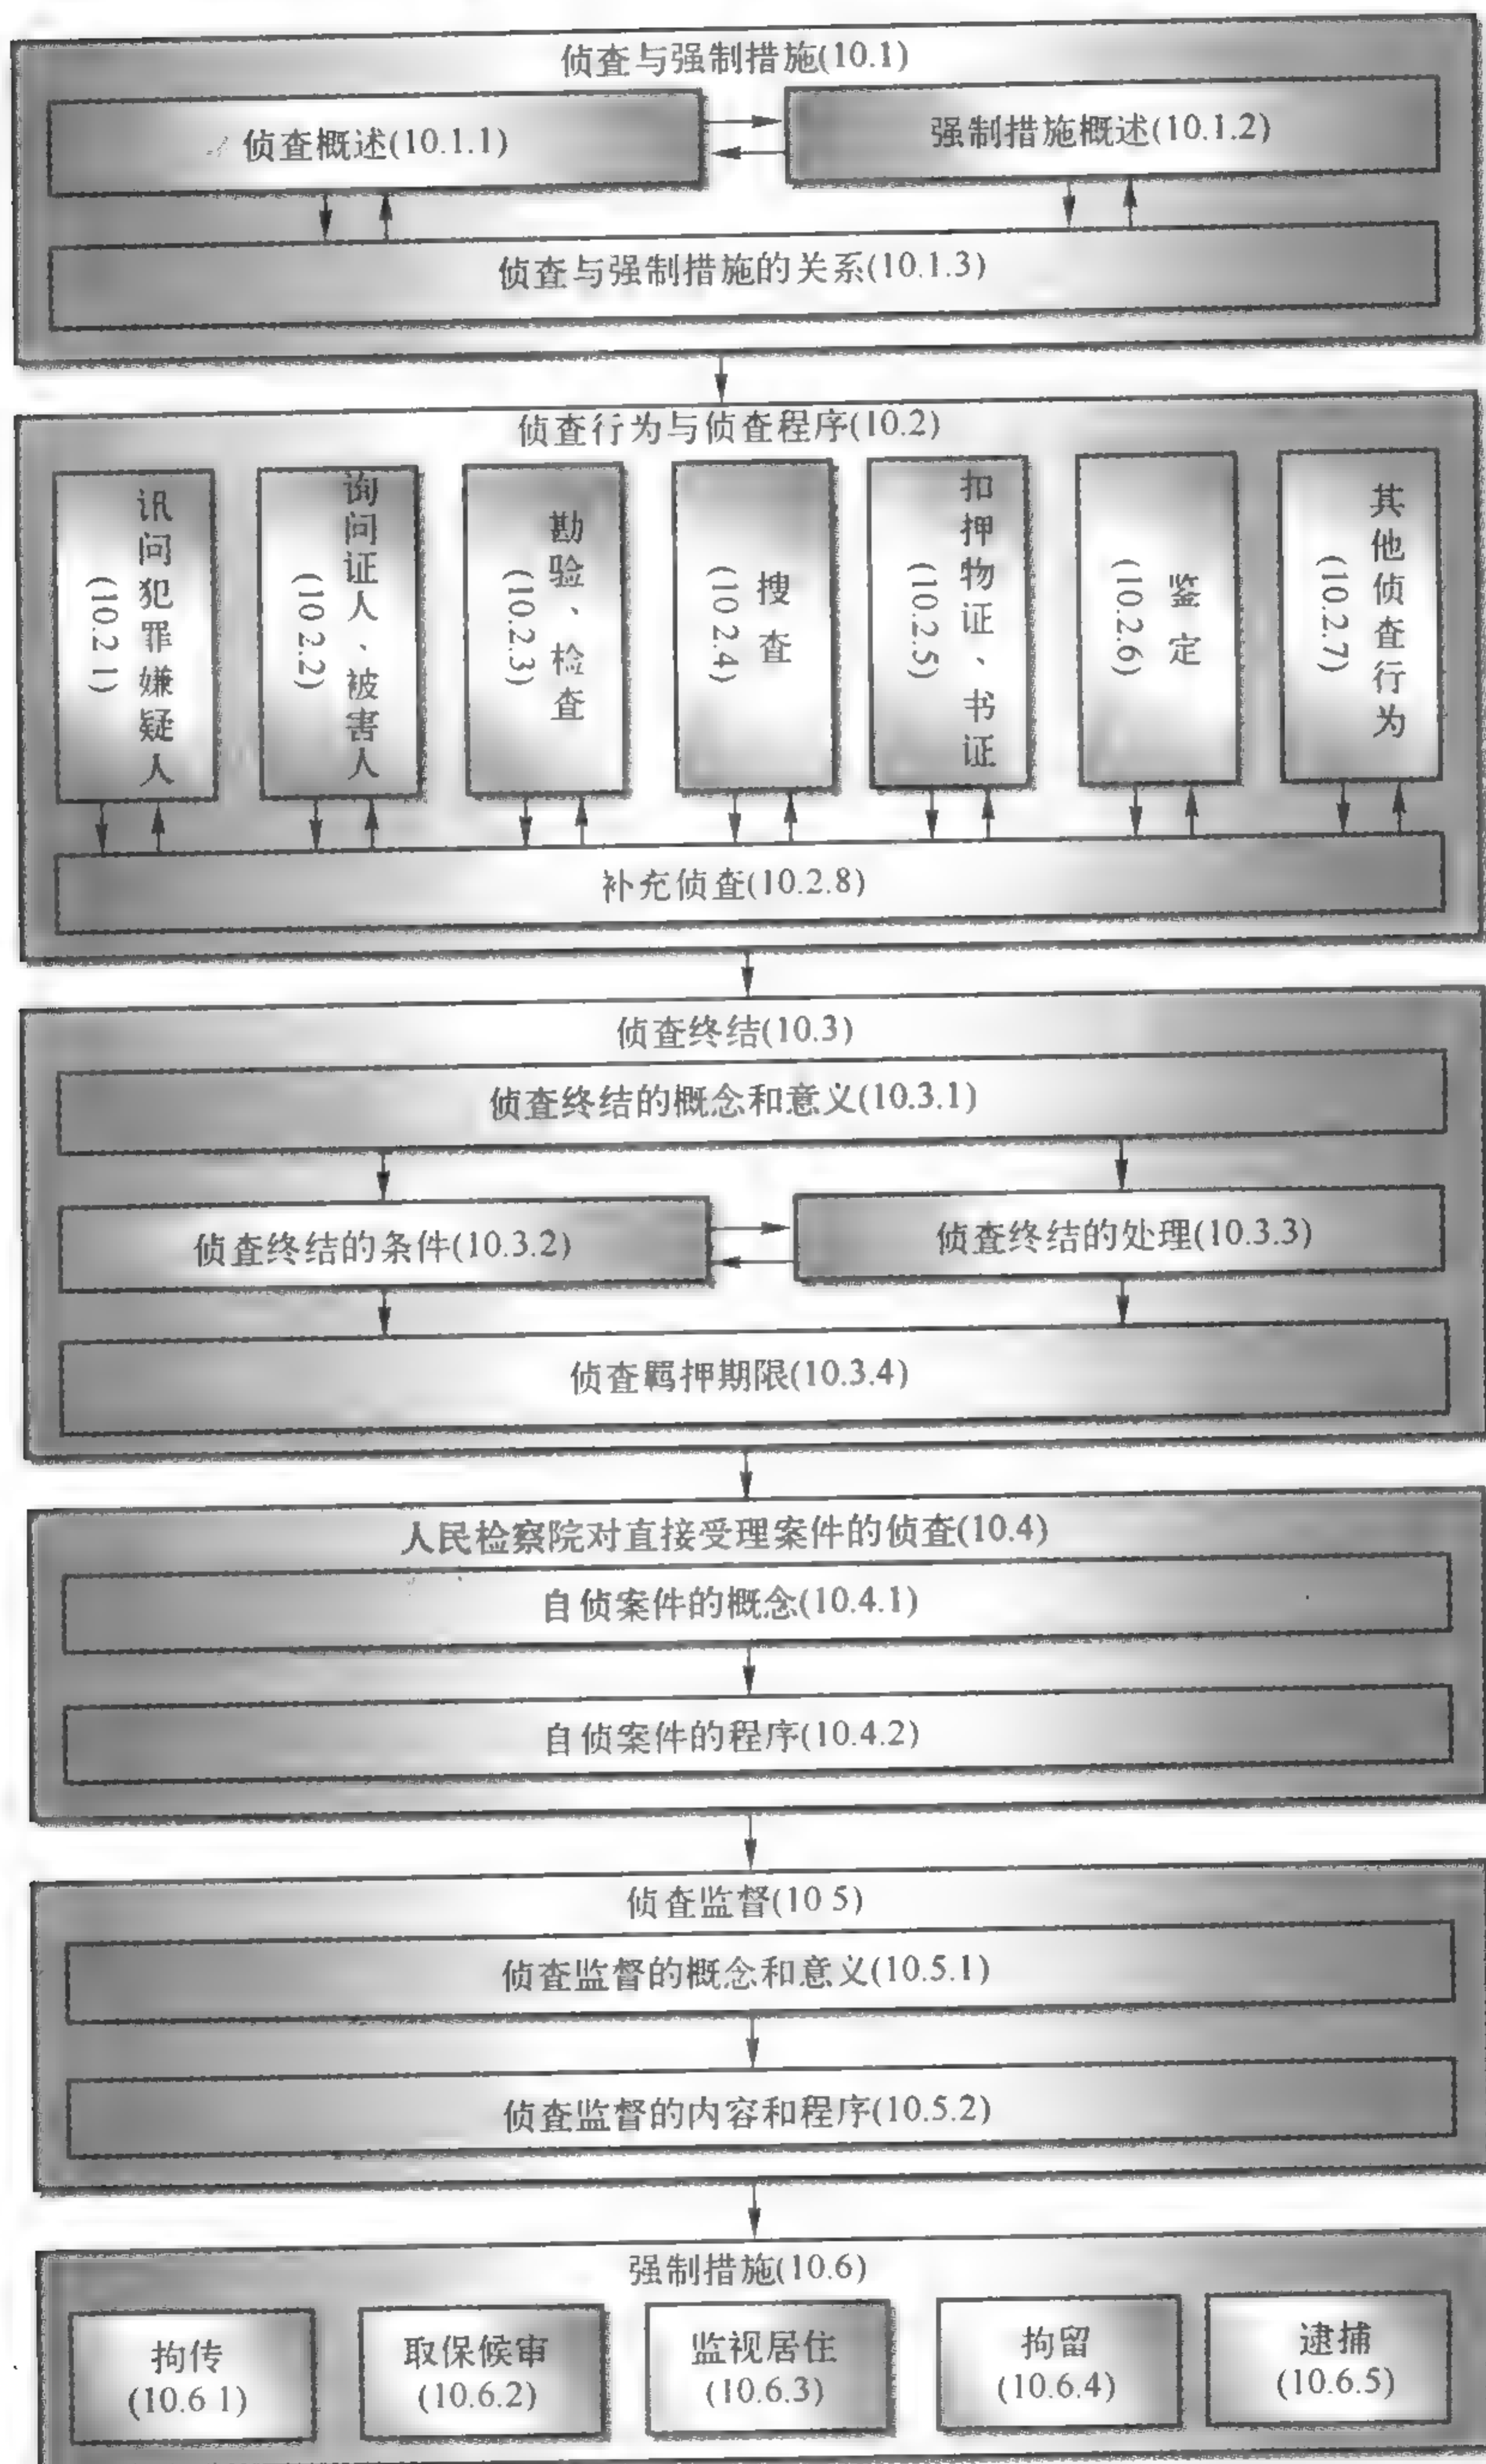 侦查与强制措施(10.1)
侦查概述(10.1.1)
强制措施概述(10.1.2)
侦查与强制措施的关系(10.1.3)
侦查行为与侦查程序(10.2)
讯问犯罪嫌疑人
(10.2.1)
询问证人、被害人
(10.2.2)
勘验、检查
(10.2.3)
搜查
(10.2.4)
扣押物证、书证
(10.2.5)
鉴定
(10.2.6)
其他侦查行为
(10.2.7)
补充侦查(10.2.8)
侦查终结(10.3)
侦查终结的概念和意义(10.3.1)
侦查终结的条件(10.3.2)
侦查终结的处理(10.3.3)
侦查羁押期限(10.3.4)
人民检察院对直接受理案件的侦查(10.4)
自侦案件的概念(10.4.1)
自侦案件的程序(10.4.2)
侦查监督(10 5)
侦查监督的概念和意义(10.5.1)
侦查监督的内容和程序(10.5.2)
强制措施(10.6)
拘传
(10.6 1)
取保候审
(10.6.2)
监视居住
(10.6.3)
拘留
(10.6.4)
逮捕
(10.6.5)